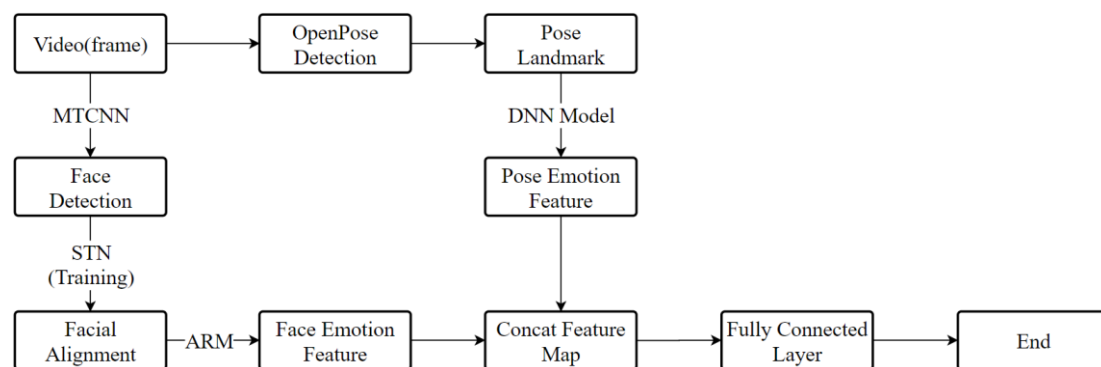 Video(frame)
OpenPose
Detection
Pose
Landmark
MTCNN
DNN Model
Face
Detection
Pose Emotion
Feature
STN
(Training)
Facial
Alignment
ARM
Face Emotion
Feature
Concat Feature
Map
Fully Connected
Layer
End